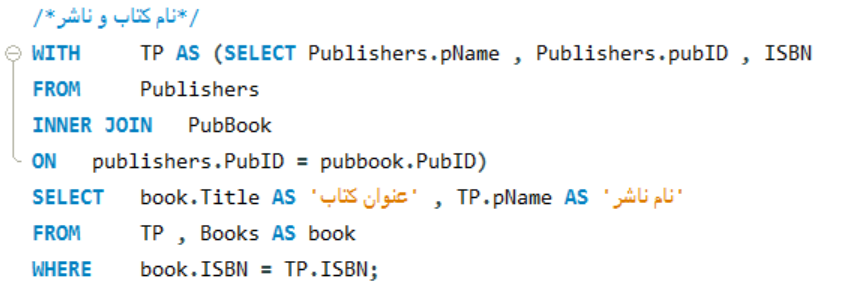 /*نام کتاب و ناشر*/
WITH TP AS (SELECT Publishers.pName , Publishers.pubID , ISBN
FROM Publishers
INNER JOIN PubBook
ON publishers.PubID = pubbook.PubID)
SELECT book.Title AS 'عنوان کتاب' , TP.pName AS 'نام ناشر'
FROM TP , Books AS book
WHERE book.ISBN = TP.ISBN;